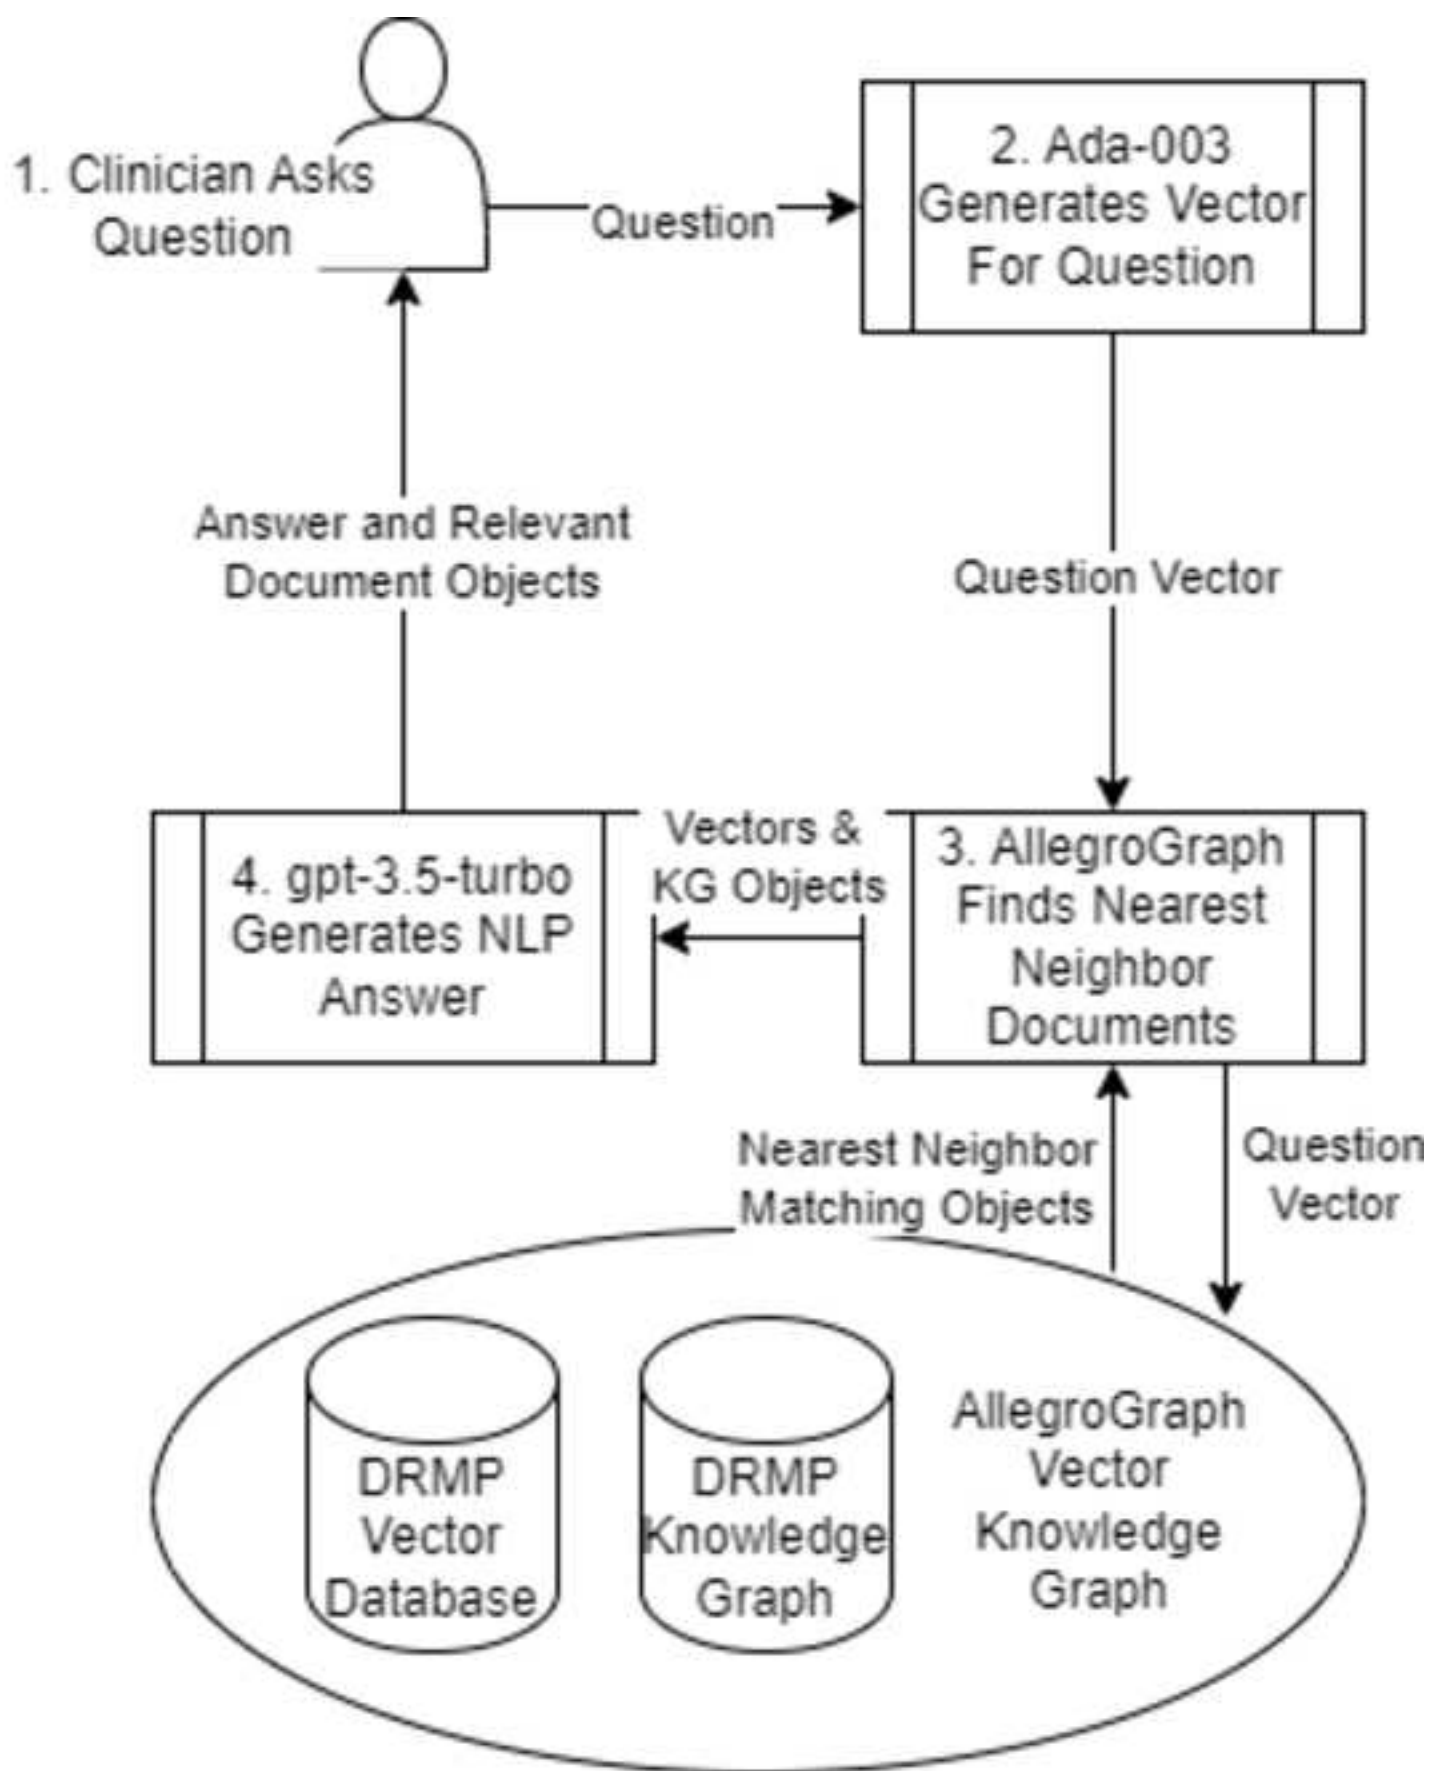 1. Clinician Asks
Question
Question
2. Ada-003
Generates Vector
For Question
Answer and Relevant
Document Objects
Question Vector
4. gpt-3.5-turbo
Generates NLP
Answer
Vectors &
KG Objects
3. AllegroGraph
Finds Nearest
Neighbor
Documents
Nearest Neighbor
Matching Objects
Question
Vector
DRMP
Vector
Database
DRMP
Knowledge
Graph
AllegroGraph
Vector
Knowledge
Graph